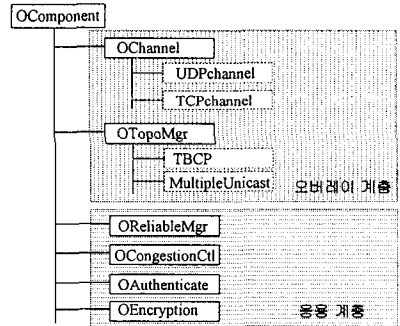 OComponent
OChannel
UDPchannel
TCPchannel
OTopoMgr
TBCP
MultipleUnicast
오버레이 계층
OReliableMgr
OCongestionCtl
OAuthenticate
OEncryption
응용 계층